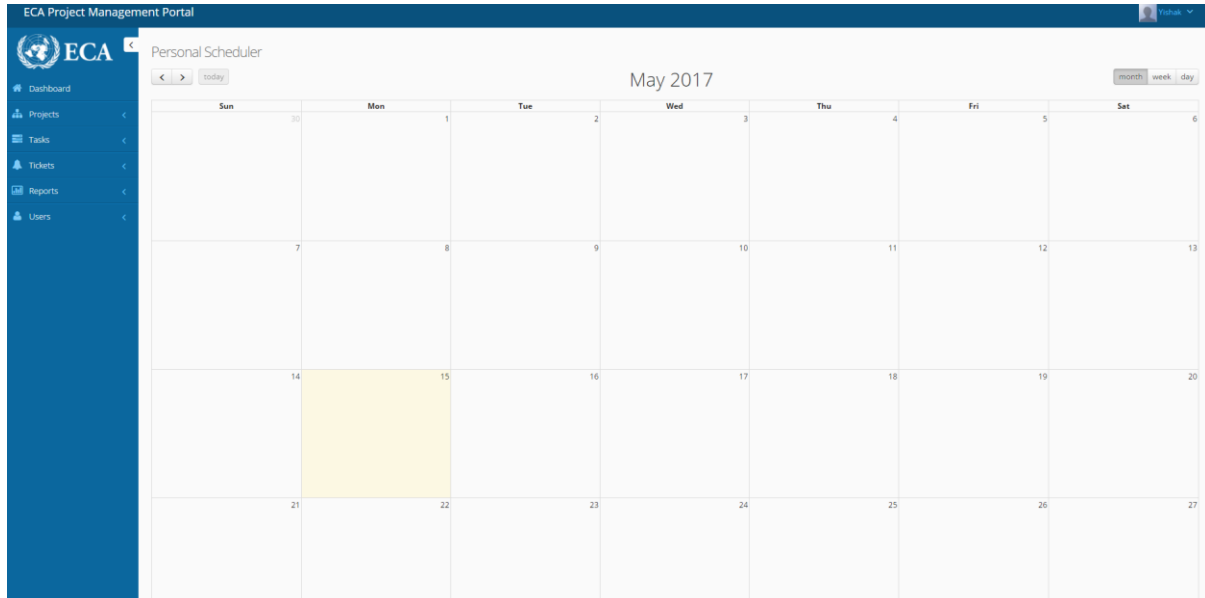 ECA Project Management Portal
Yishak
ECA
Personal Scheduler
today
May 2017
month week day
Dashboard
Projects
Tasks
Tickets
Reports
Users
Sun Mon Tue Wed Thu Fri Sat
30 1 2 3 4 5 6
7 8 9 10 11 12 13
14 15 16 17 18 19 20
21 22 23 24 25 26 27